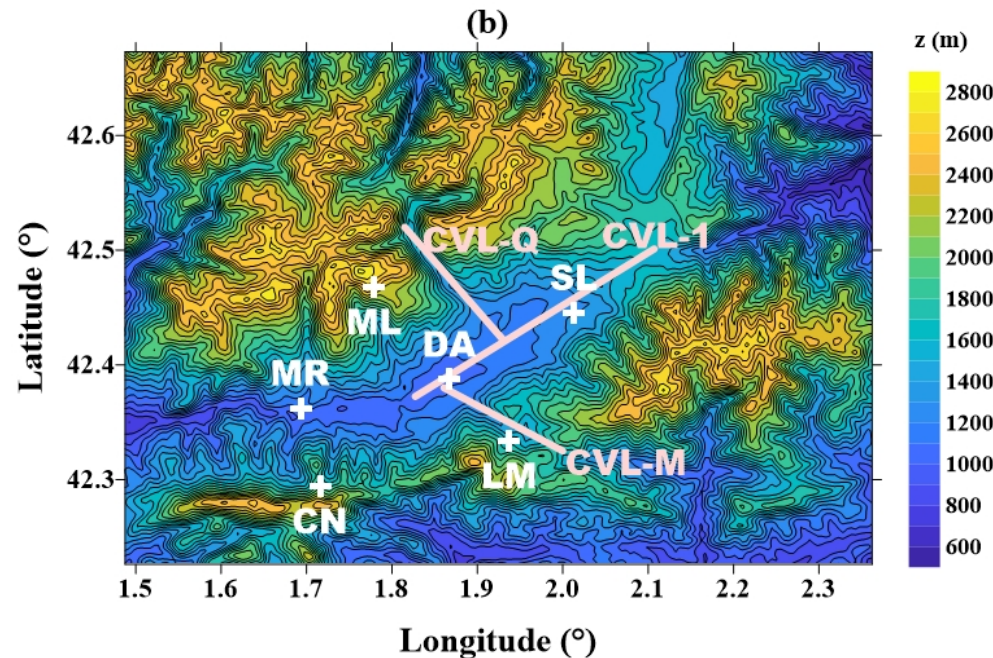 (b)
z (m)
2800
2600
2400
2200
2000
1800
1600
1400
1200
1000
800
600
42.6
42.5
42.4
42.3
Latitude (°)
CVL-Q
CVL-1
SL
ML
DA
MR
LM
CVL-M
CN
1.5 1.6 1.7 1.8 1.9 2.0 2.1 2.2 2.3
Longitude (°)